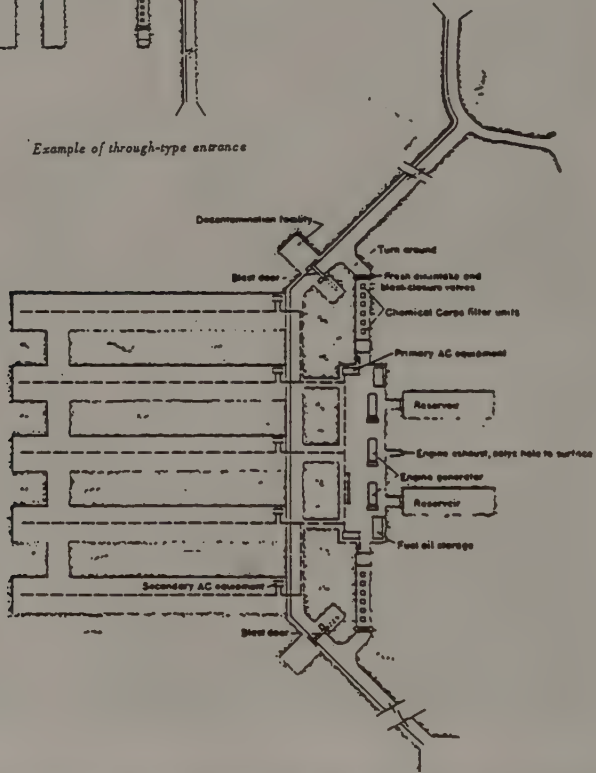 Example of through-type entrance
Decontamination facility
Turn around
Blast door
Fresh air intake and
blast-closure valves
Chemical Corps filter units
Primary AC equipment
Reservoir
Engine exhaust, calyx hole to surface
Engine generator
Reservoir
Fuel oil storage
Secondary AC equipment
Blast door